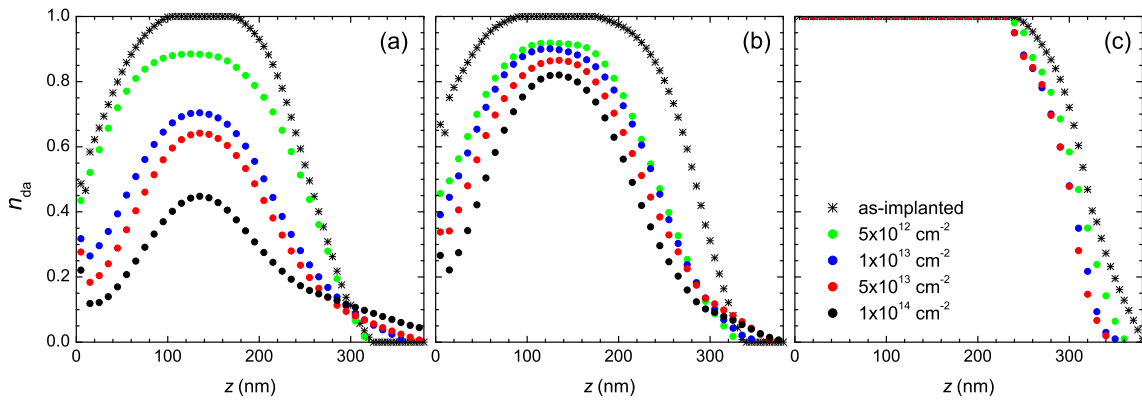 (a) (b) (c)
1.0
0.8
0.6
0.4
0.2
0.0
n_da
as-implanted
5x10^12 cm^-2
1x10^13 cm^-2
5x10^13 cm^-2
1x10^14 cm^-2
0 100 200 300 0 100 200 300 0 100 200 300
z (nm) z (nm) z (nm)